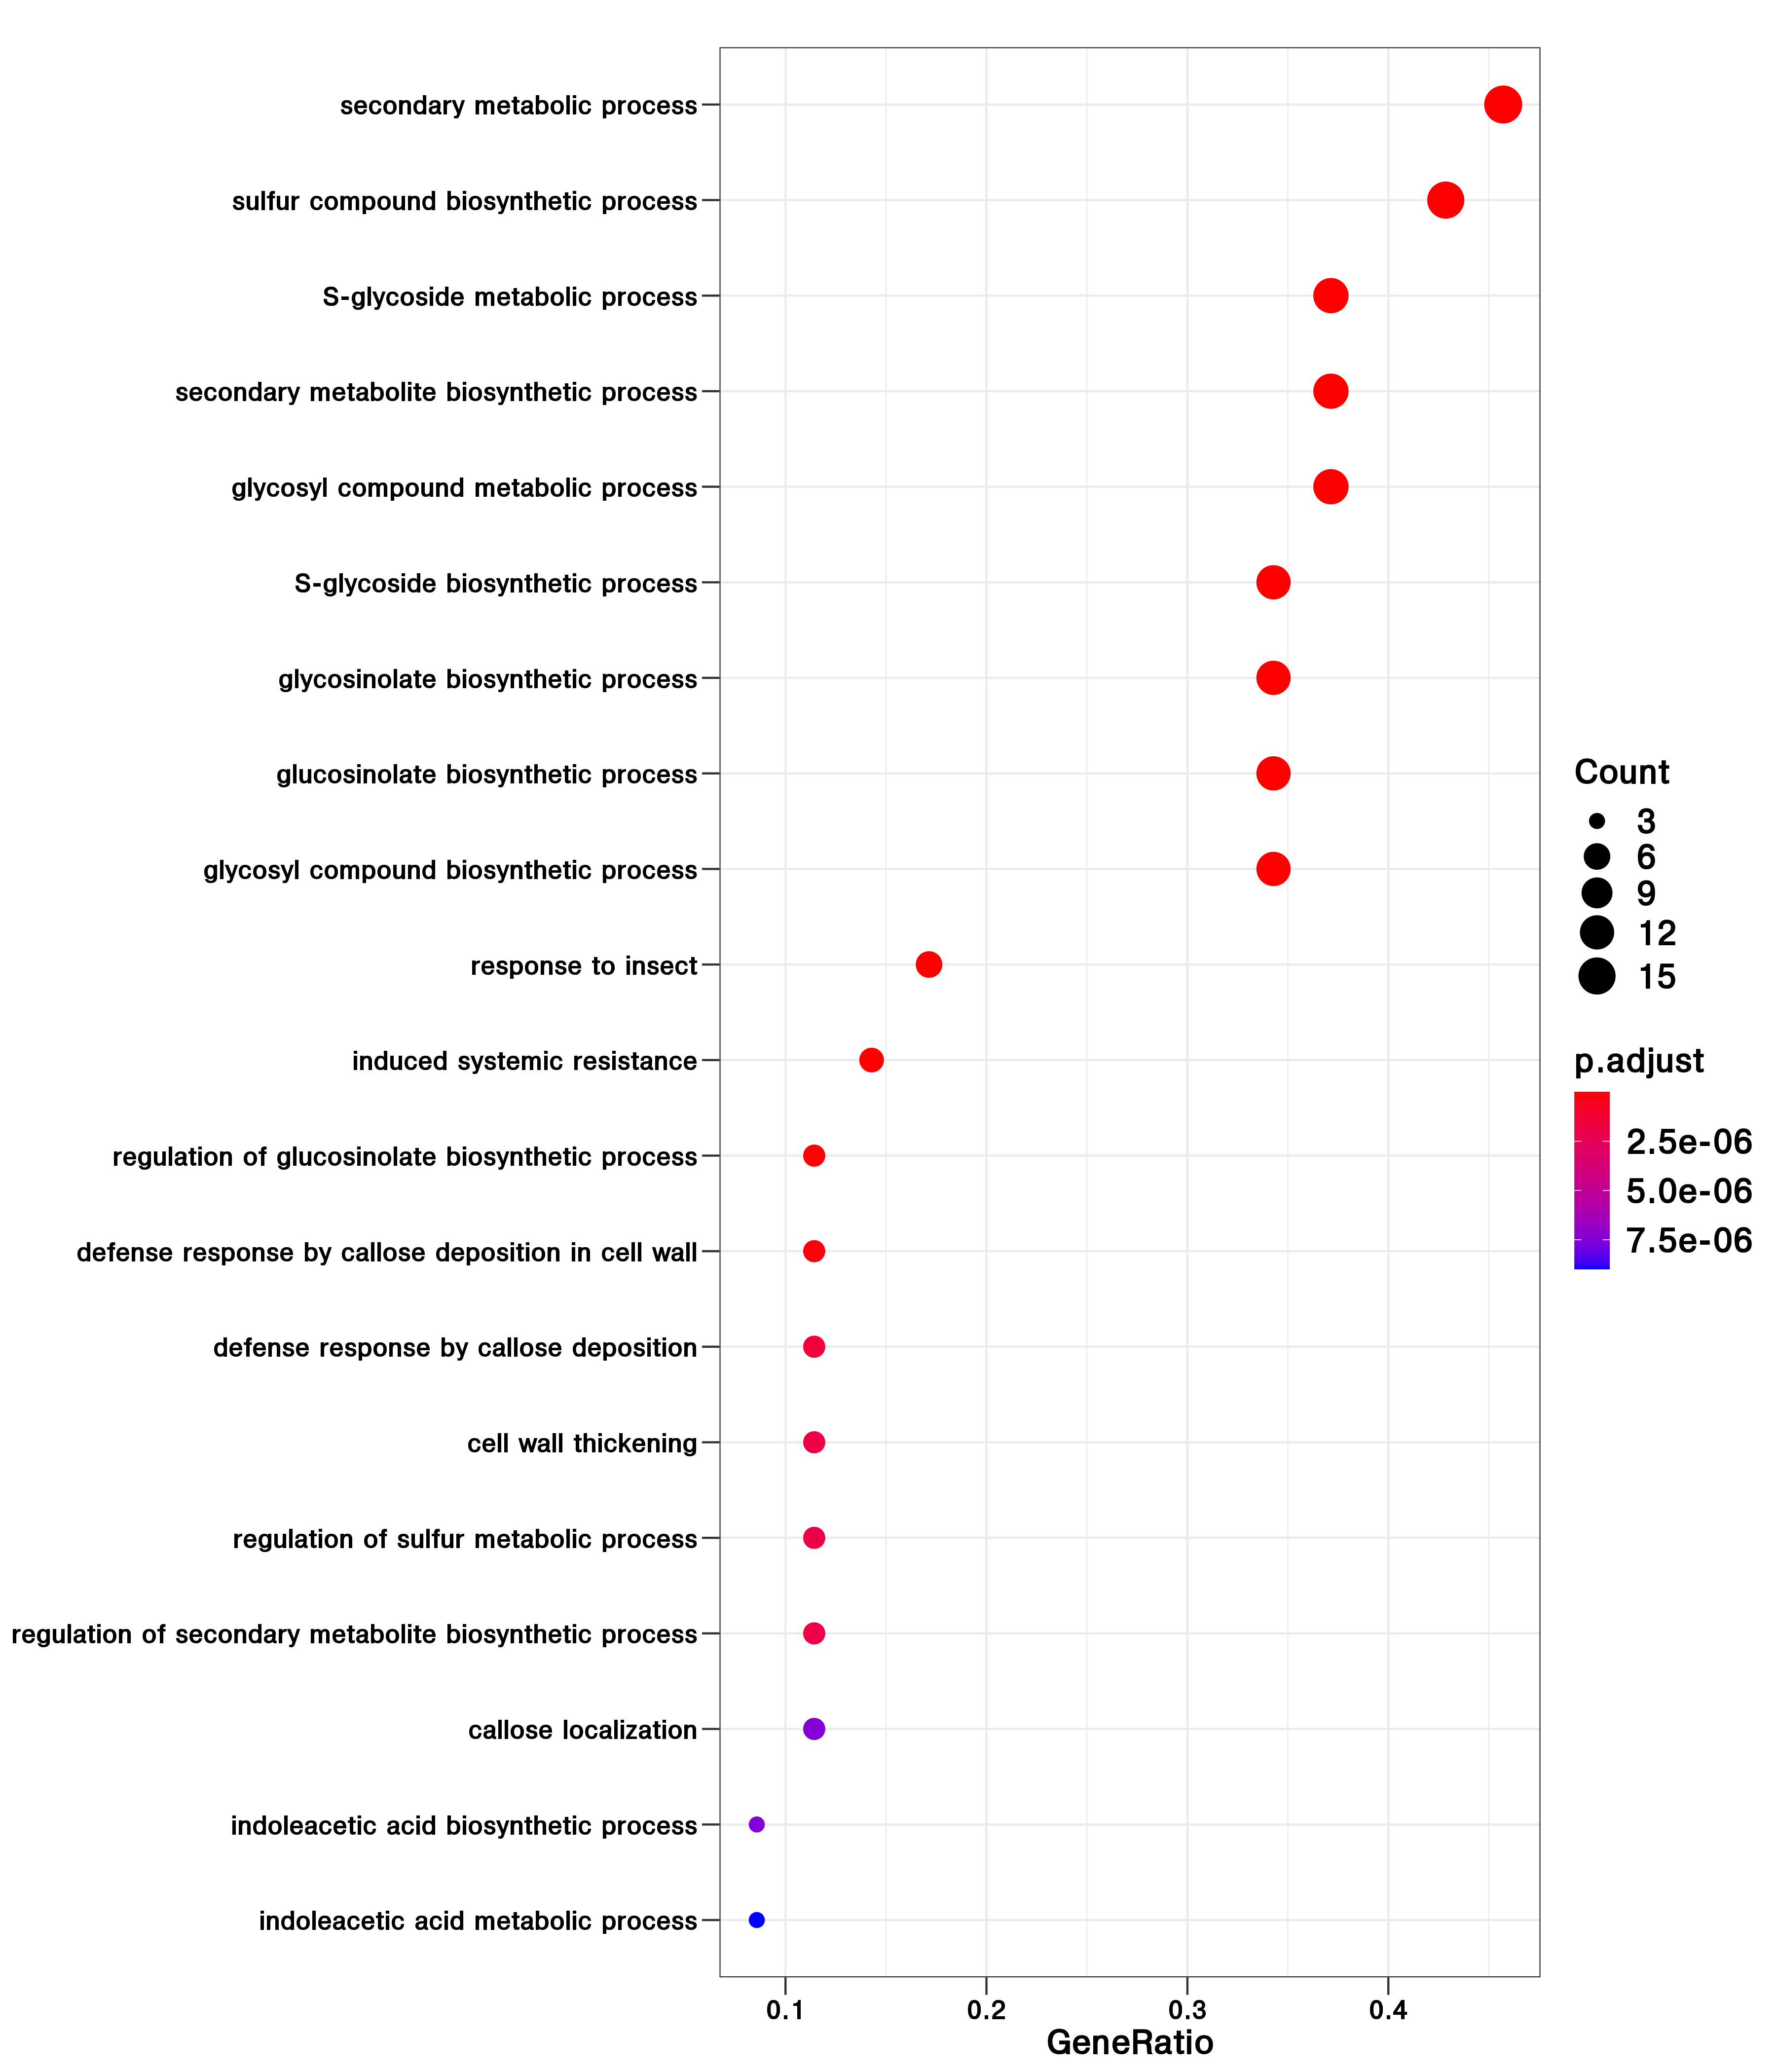 secondary metabolic process
sulfur compound biosynthetic process
S-glycoside metabolic process
secondary metabolite biosynthetic process
glycosyl compound metabolic process
S-glycoside biosynthetic process
glycosinolate biosynthetic process
glucosinolate biosynthetic process
glycosyl compound biosynthetic process
response to insect
induced systemic resistance
regulation of glucosinolate biosynthetic process
defense response by callose deposition in cell wall
defense response by callose deposition
cell wall thickening
regulation of sulfur metabolic process
regulation of secondary metabolite biosynthetic process
callose localization
indoleacetic acid biosynthetic process
indoleacetic acid metabolic process
0.1 0.2 0.3 0.4
GeneRatio
Count
3
6
9
12
15
p.adjust
2.5e-06
5.0e-06
7.5e-06